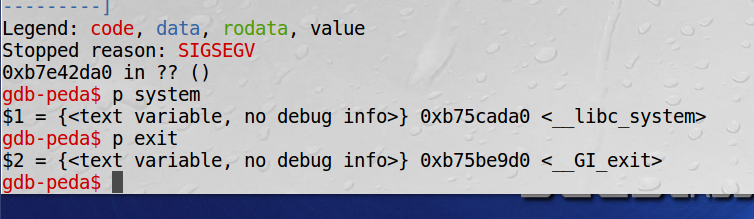 ---------]
Legend: code, data, rodata, value
Stopped reason: SIGSEGV
0xb7e42da0 in ?? ()
gdb-peda$ p system
$1 = {<text variable, no debug info>} 0xb75cada0 <__libc_system>
gdb-peda$ p exit
$2 = {<text variable, no debug info>} 0xb75be9d0 <__GI_exit>
gdb-peda$